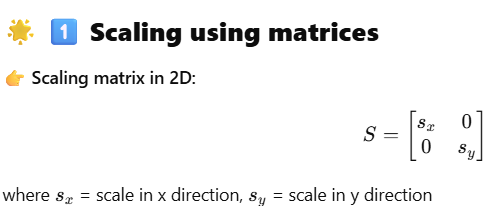 🌟 1️⃣ Scaling using matrices
👉 Scaling matrix in 2D:
S = [s_x 0
0 s_y]
where s_x = scale in x direction, s_y = scale in y direction